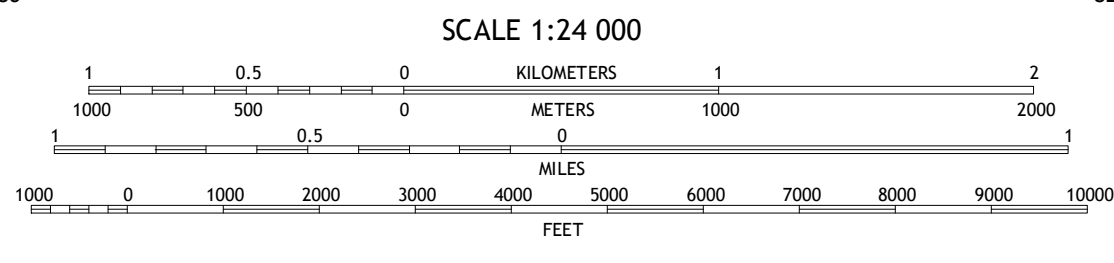 SCALE 1:24 000
1 0.5 0 KILOMETERS 1 2
1000 500 0 METERS 1000 2000
1 0.5 0 1
MILES
1000 0 1000 2000 3000 4000 5000 6000 7000 8000 9000 10000
FEET